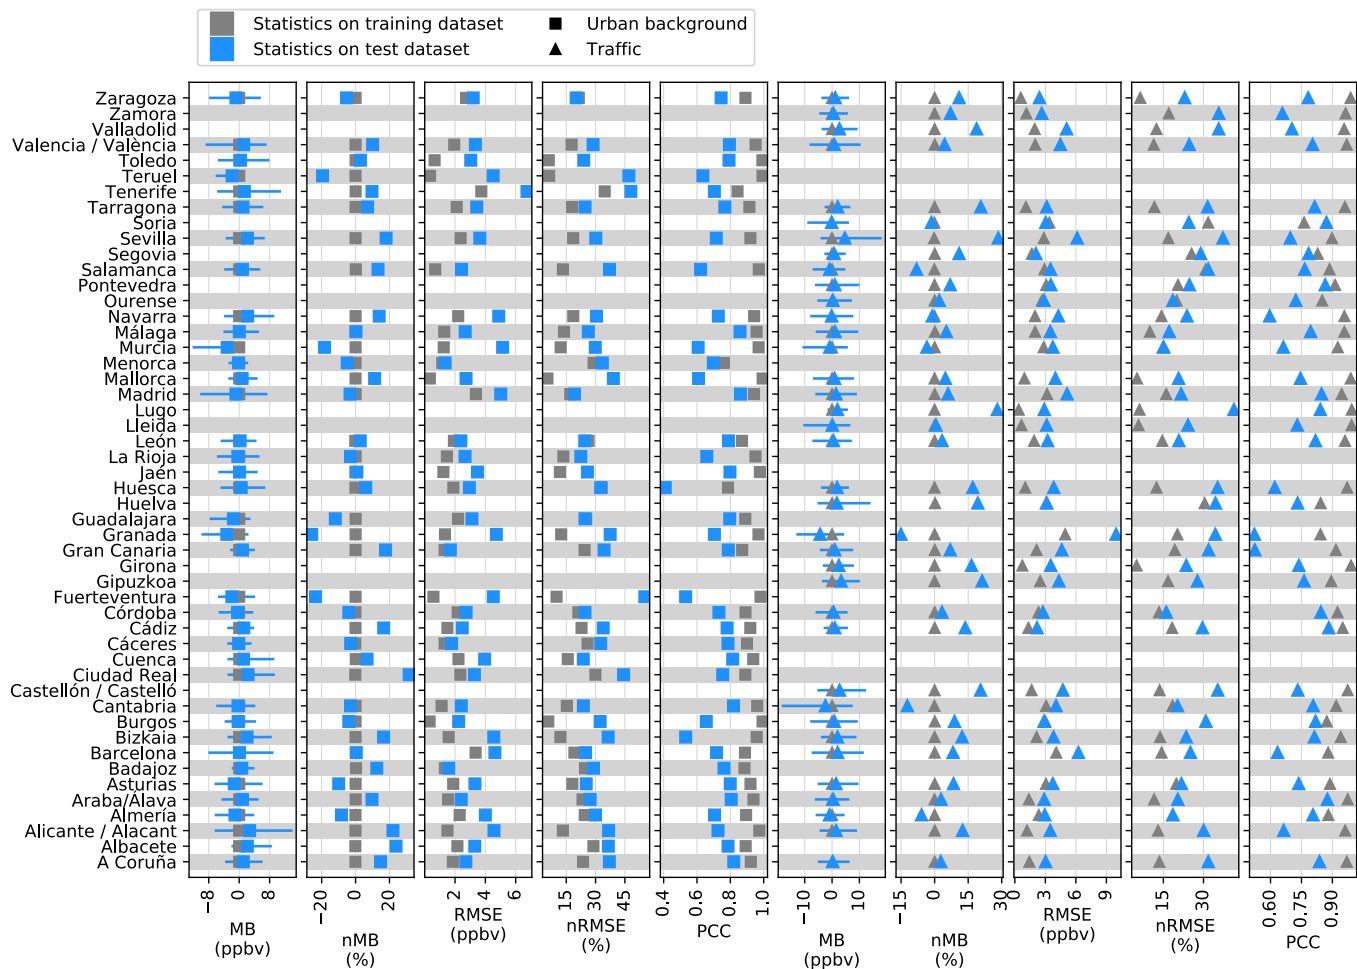 Statistics on training dataset
Urban background
Statistics on test dataset
Traffic
Zaragoza
Zamora
Valladolid
Valencia / València
Toledo
Teruel
Tenerife
Tarragona
Soria
Sevilla
Segovia
Salamanca
Pontevedra
Ourense
Navarra
Málaga
Murcia
Menorca
Mallorca
Madrid
Lugo
Lleida
León
La Rioja
Jaén
Huesca
Huelva
Guadalajara
Granada
Gran Canaria
Girona
Gipuzkoa
Fuerteventura
Córdoba
Cádiz
Cáceres
Cuenca
Ciudad Real
Castellón / Castelló
Cantabria
Burgos
Bizkaia
Barcelona
Badajoz
Asturias
Araba/Álava
Almería
Alicante / Alacant
Albacete
A Coruña
−8 0 8
−20 0 20
2 4 6
15 30 45
0.4 0.6 0.8 1.0
−10 0 10
−15 0 15 30
0 3 6 9
15 30
0.60 0.75 0.90
MB
(ppbv)
nMB
(%)
RMSE
(ppbv)
nRMSE
(%)
PCC
MB
(ppbv)
nMB
(%)
RMSE
(ppbv)
nRMSE
(%)
PCC